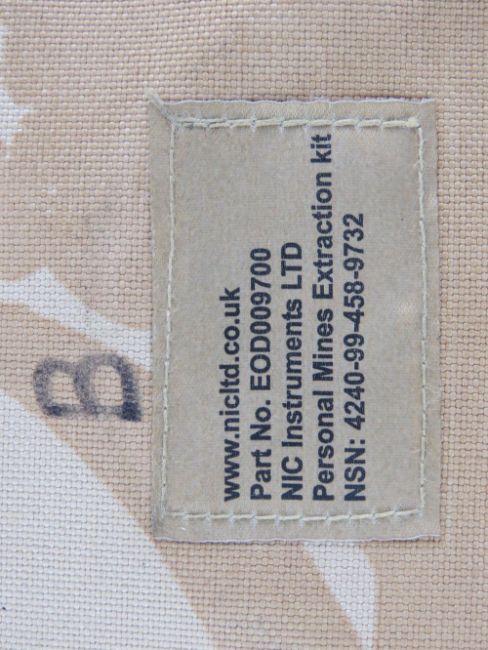 B
www.nicltd.co.uk
Part No. EOD009700
NIC Instruments LTD
Personal Mines Extraction kit
NSN: 4240-99-458-9732